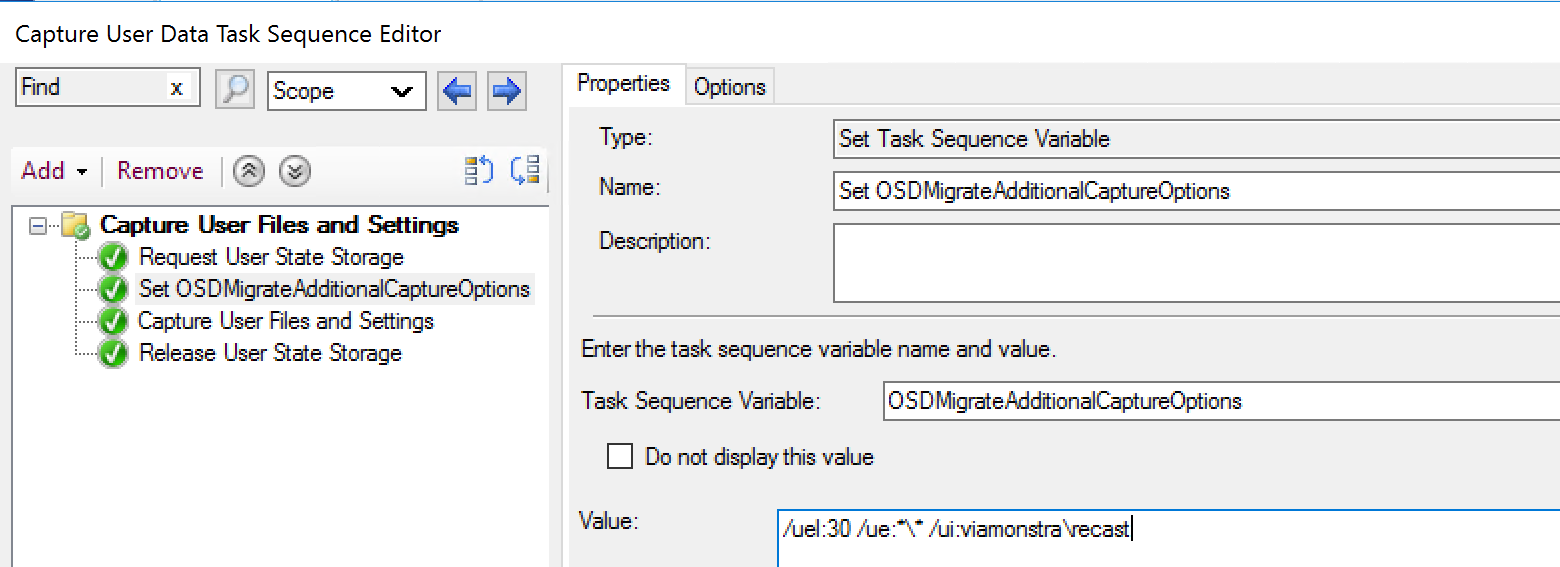 Capture User Data Task Sequence Editor
Find x Scope
Add Remove
Capture User Files and Settings
Request User State Storage
Set OSDMigrateAdditionalCaptureOptions
Capture User Files and Settings
Release User State Storage
Properties Options
Type: Set Task Sequence Variable
Name: Set OSDMigrateAdditionalCaptureOptions
Description:
Enter the task sequence variable name and value.
Task Sequence Variable: OSDMigrateAdditionalCaptureOptions
Do not display this value
Value: /uel:30 /ue:*\* /ui:viamonstra\recast